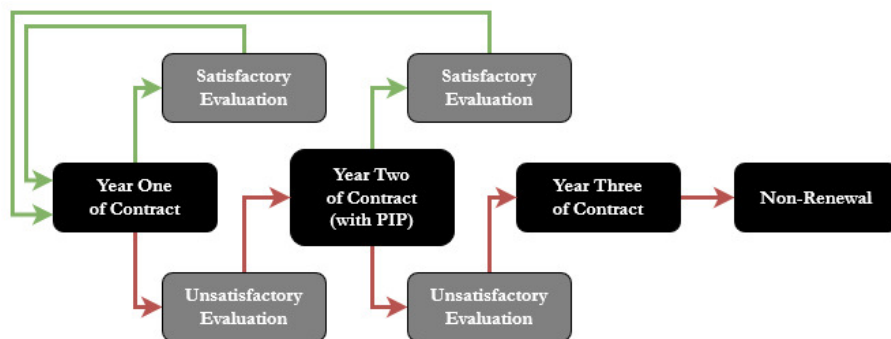 Satisfactory
Evaluation
Satisfactory
Evaluation
Year One
of Contract
Year Two
of Contract
(with PIP)
Year Three
of Contract
Non-Renewal
Unsatisfactory
Evaluation
Unsatisfactory
Evaluation